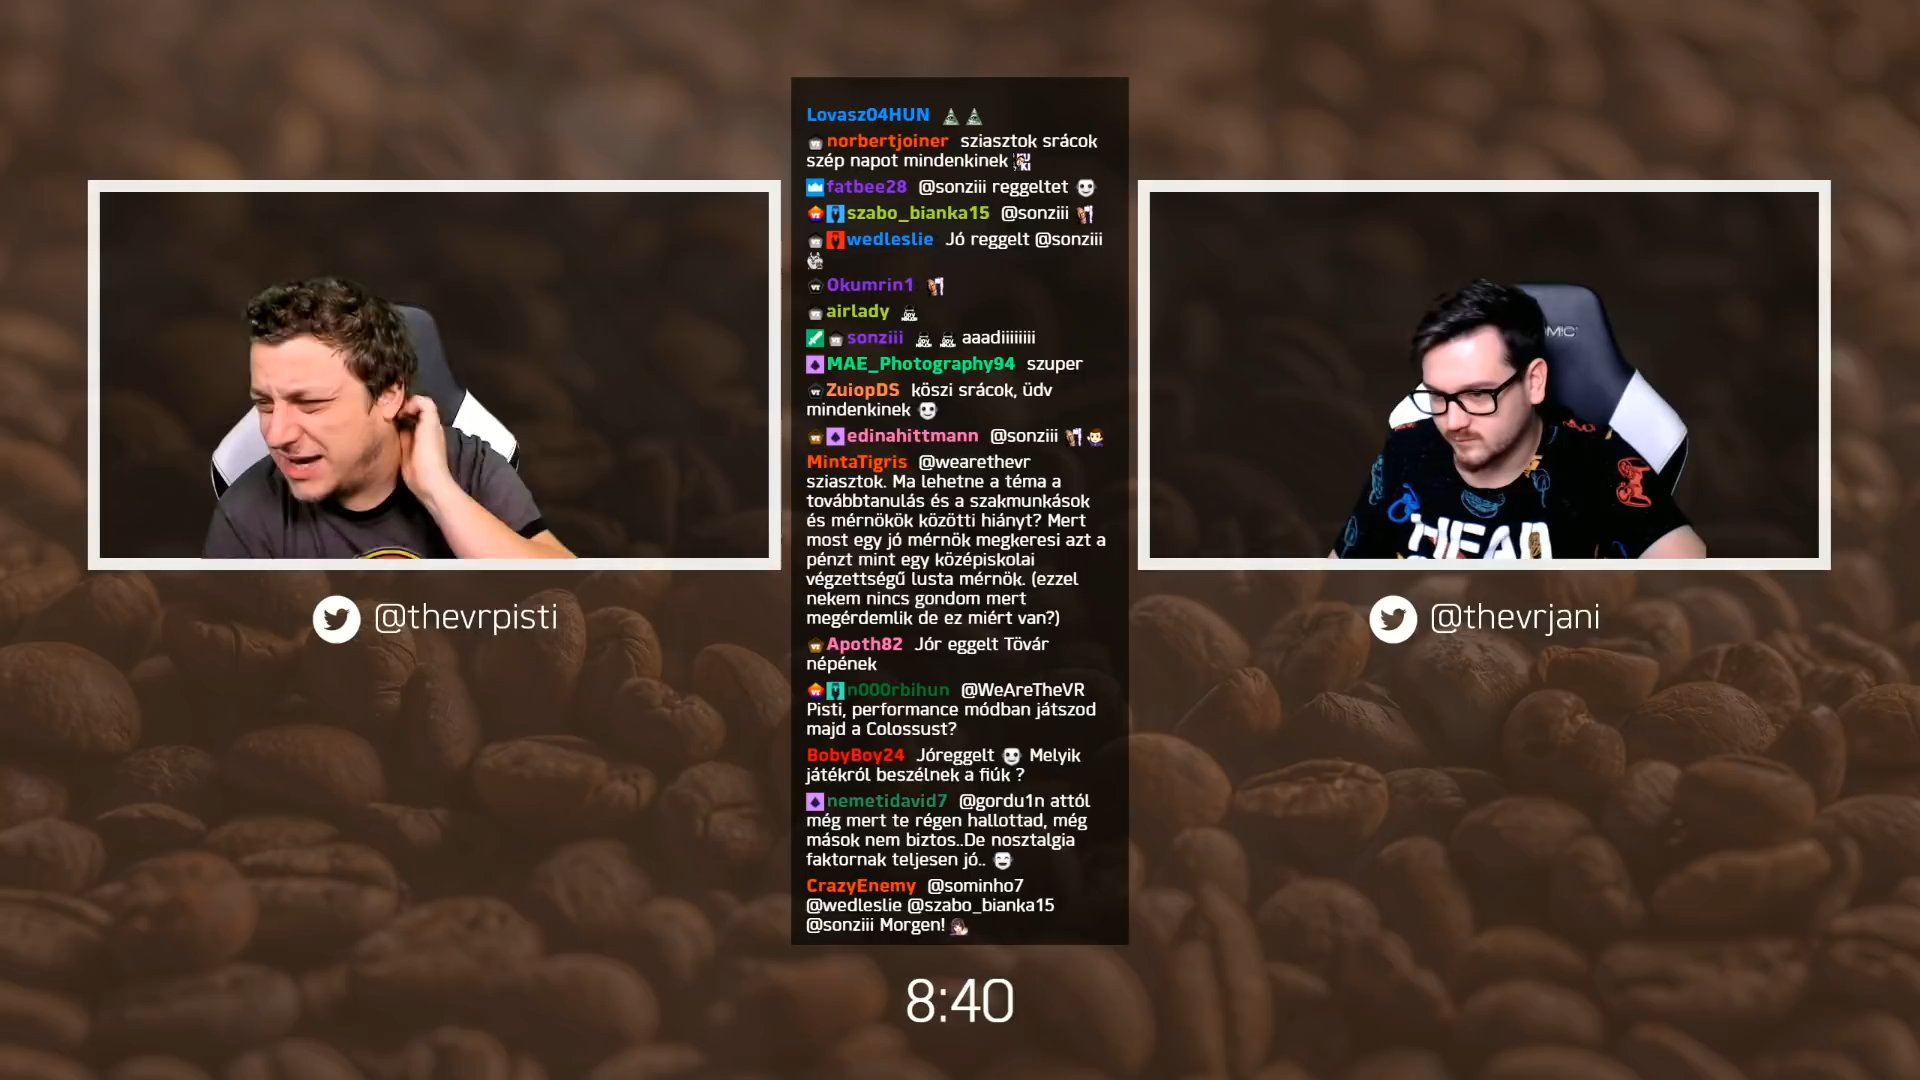 Lovasz04HUN
norbertjoiner sziasztok srácok
szép napot mindenkinek
fatbee28 @sonziii reggeltet
szabo_bianka15 @sonziii
wedleslie Jó reggelt @sonziii
Okumrin1
airlady
sonziii aaadiiiiiiii
MAE_Photography94 szuper
ZuiopDS köszi srácok, üdv
mindenkinek
edinahittmann @sonziii
MintaTigris @wearethevr
sziasztok. Ma lehetne a téma a
továbbtanulás és a szakmunkások
és mérnökök közötti hiányt? Mert
most egy jó mérnök megkeresi azt a
pénzt mint egy középiskolai
végzettségű lusta mérnök. (ezzel
nekem nincs gondom mert
megérdemlik de ez miért van?)
Apoth82 Jór eggelt Tövár
népének
n000rbihun @WeAreTheVR
Pisti, performance módban játszod
majd a Colossust?
BobyBoy24 Jóreggelt Melyik
játékról beszélnek a fiúk ?
nemetidavid7 @gordu1n attól
még mert te régen hallottad, még
mások nem biztos..De nosztalgia
faktornak teljesen jó..
CrazyEnemy @sominho7
@wedleslie @szabo_bianka15
@sonziii Morgen!
@thevrpisti
HEAD
@thevrjani
8:40